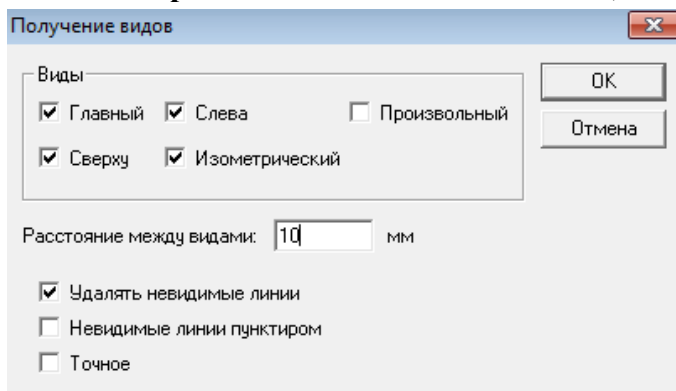 Получение видов
Виды
Главный Слева Произвольный
Сверху Изометрический
OK
Отмена
Расстояние между видами: 10 мм
Удалять невидимые линии
Невидимые линии пунктиром
Точное